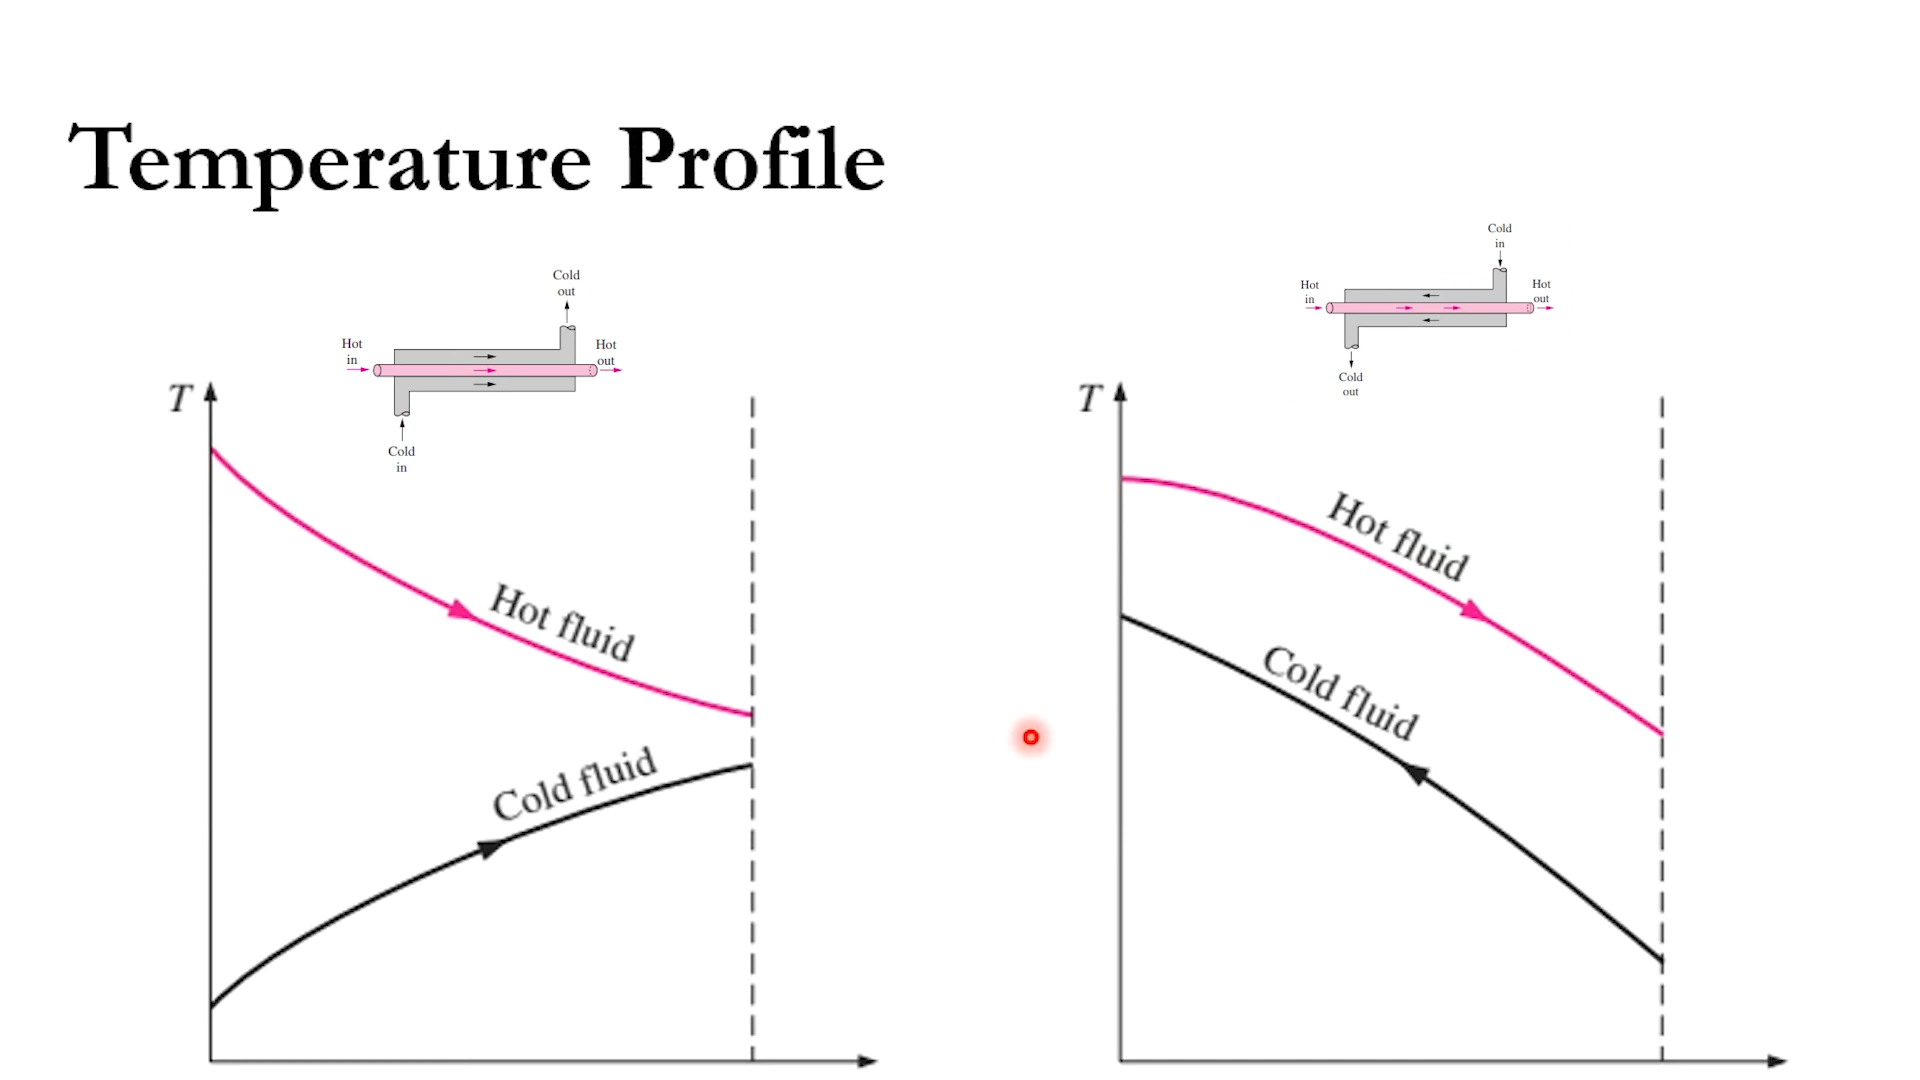 Temperature Profile
Cold
out
Hot
in
Hot
out
Cold
in
T
Hot fluid
Cold fluid
Cold
in
Hot
in
Hot
out
Cold
out
T
Hot fluid
Cold fluid